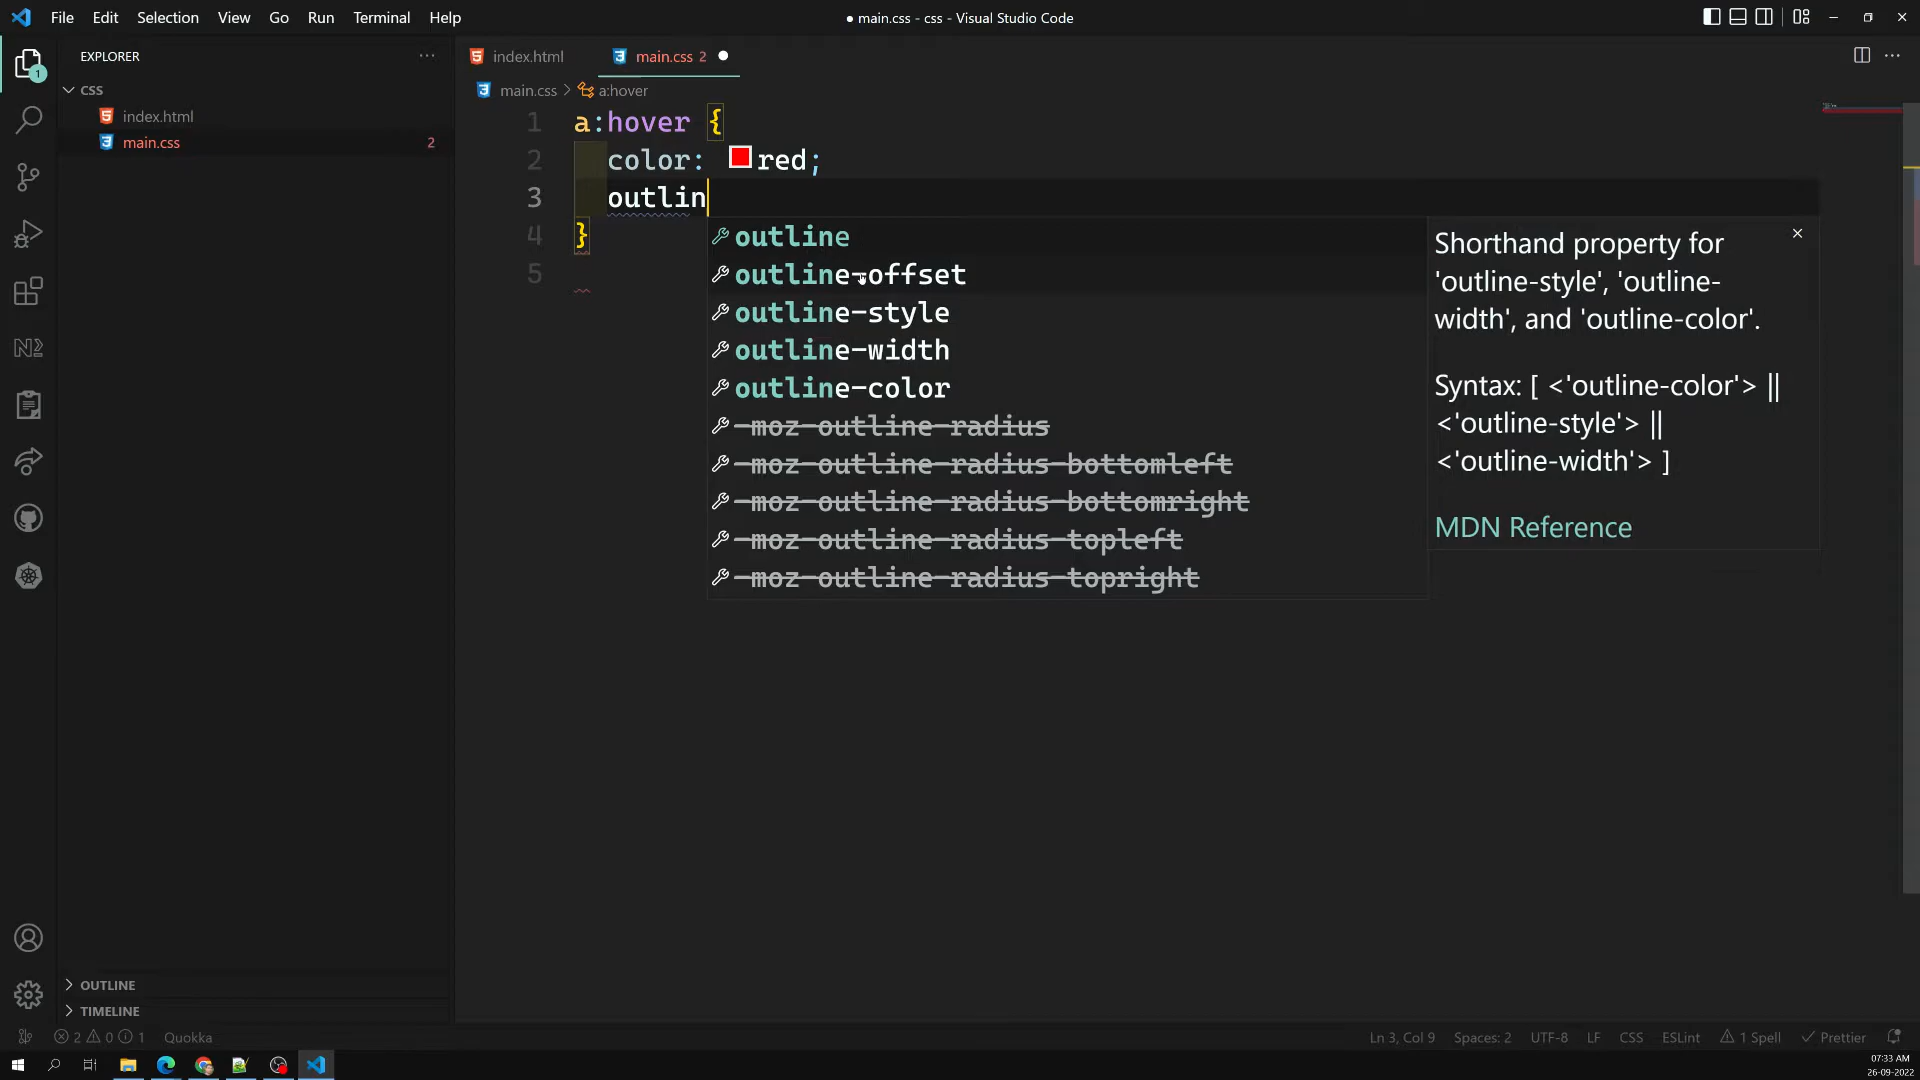 File Edit Selection View Go Run Terminal Help
● main.css - css - Visual Studio Code
EXPLORER
CSS
index.html
main.css 2
1
index.html
main.css 2
main.css > a:hover
1 a:hover {
2 color: red;
3 outlin
4 }
5
outline
outline-offset
outline-style
outline-width
outline-color
-moz-outline-radius
-moz-outline-radius-bottomleft
-moz-outline-radius-bottomright
-moz-outline-radius-topleft
-moz-outline-radius-topright
Shorthand property for
'outline-style', 'outline-
width', and 'outline-color'.
Syntax: [ <'outline-color'> ||
<'outline-style'> ||
<'outline-width'> ]
MDN Reference
OUTLINE
TIMELINE
2 0 1 Quokka
Ln 3, Col 9 Spaces: 2 UTF-8 LF CSS ESLint 1 Spell Prettier
07:33 AM
26-09-2022